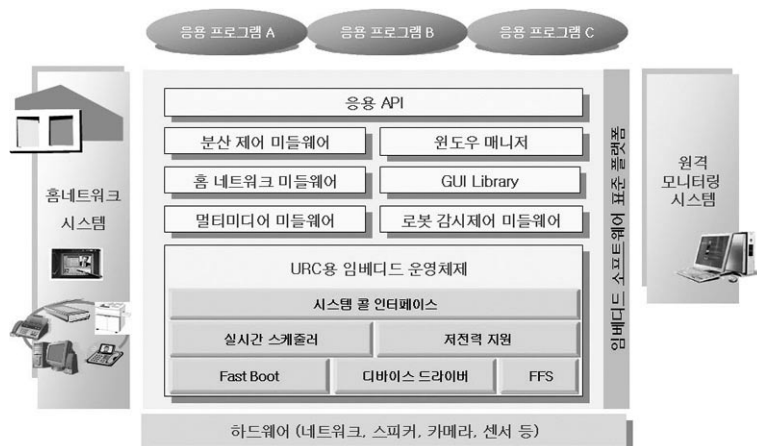 응용 프로그램 A
응용 프로그램 B
응용 프로그램 C
홈네트워크
시스템
응용 API
분산 제어 미들웨어
윈도우 매니저
홈 네트워크 미들웨어
GUI Library
멀티미디어 미들웨어
로봇 감시제어 미들웨어
URC용 임베디드 운영체제
시스템 콜 인터페이스
실시간 스케줄러
저전력 지원
Fast Boot
디바이스 드라이버
FFS
임베디드 소프트웨어 표준 플랫폼
원격
모니터링
시스템
하드웨어 (네트워크, 스피커, 카메라, 센서 등)